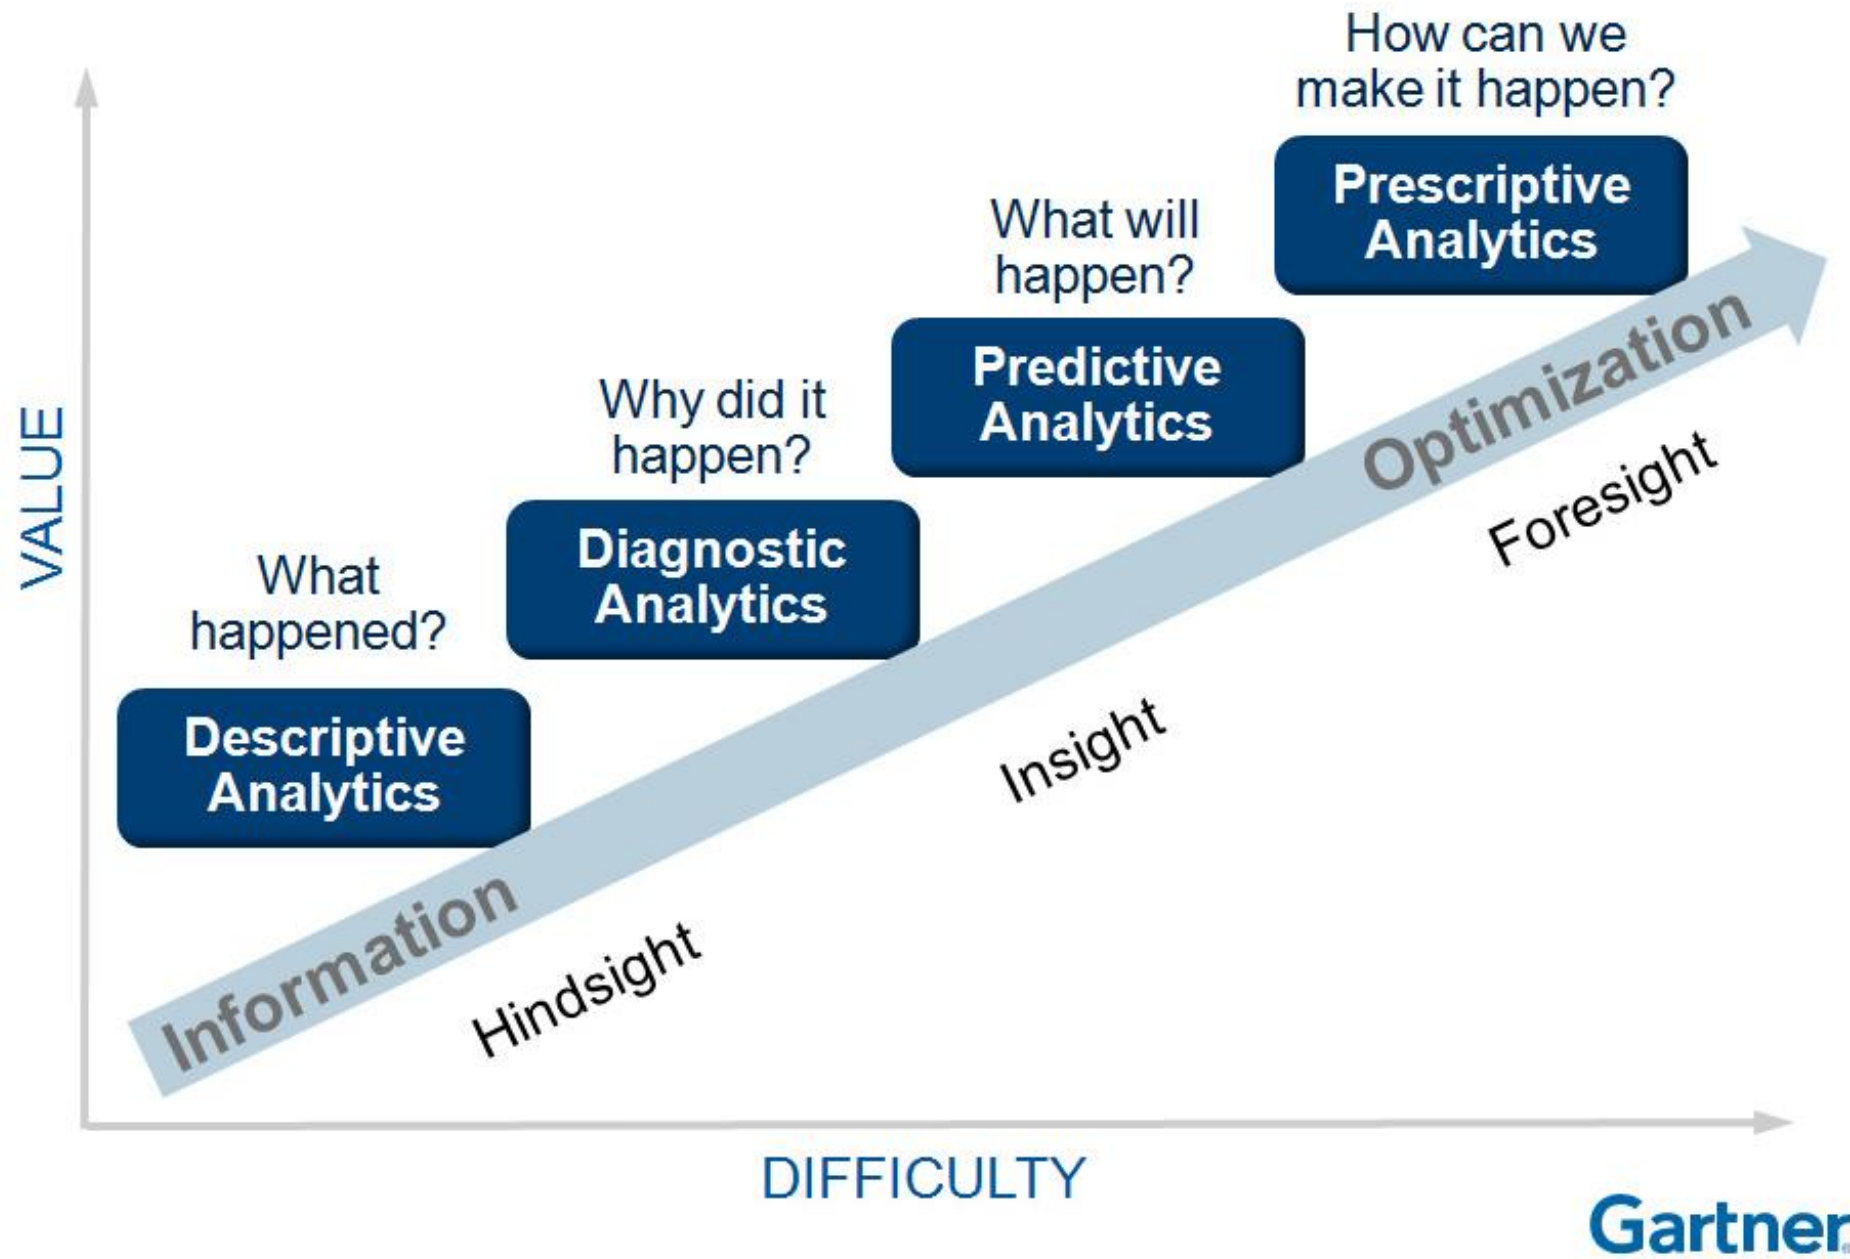 How can we
make it happen?
Prescriptive
Analytics
What will
happen?
Predictive
Analytics
Why did it
happen?
Diagnostic
Analytics
What
happened?
Descriptive
Analytics
VALUE
Information
Optimization
Hindsight
Insight
Foresight
DIFFICULTY
Gartner